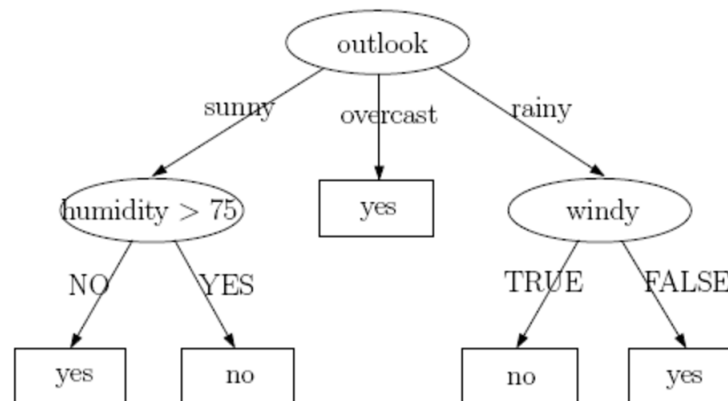 outlook
sunny
overcast
rainy
humidity > 75
yes
windy
NO
YES
TRUE
FALSE
yes
no
no
yes